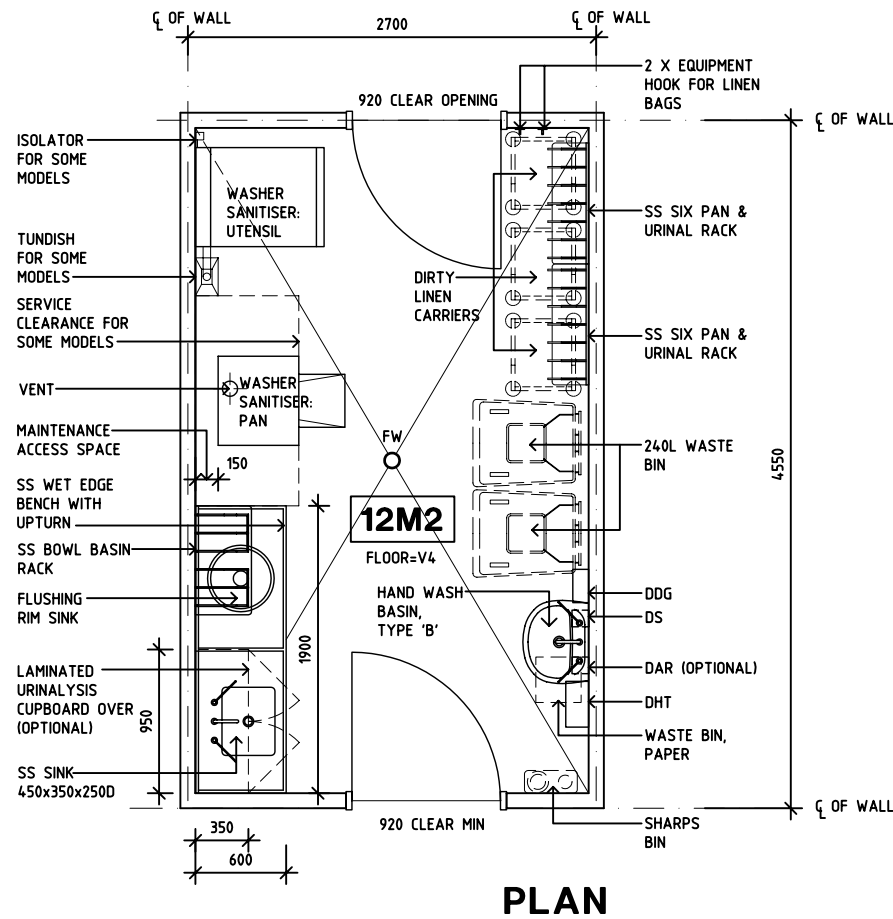 ℄ OF WALL
℄ OF WALL
2700
2 X EQUIPMENT
HOOK FOR LINEN
BAGS
920 CLEAR OPENING
℄ OF WALL
ISOLATOR
FOR SOME
MODELS
WASHER
SANITISER:
UTENSIL
SS SIX PAN &
URINAL RACK
TUNDISH
FOR SOME
MODELS
DIRTY
LINEN
CARRIERS
SERVICE
CLEARANCE FOR
SOME MODELS
SS SIX PAN &
URINAL RACK
VENT
WASHER
SANITISER:
PAN
MAINTENANCE
ACCESS SPACE
FW
240L WASTE
BIN
4550
150
SS WET EDGE
BENCH WITH
UPTURN
12M2
SS BOWL BASIN
RACK
FLOOR=V4
FLUSHING
RIM SINK
HAND WASH
BASIN,
TYPE 'B'
DDG
DS
1900
LAMINATED
URINALYSIS
CUPBOARD OVER
(OPTIONAL)
950
DAR (OPTIONAL)
DHT
WASTE BIN,
PAPER
SS SINK
450x350x250D
℄ OF WALL
350
920 CLEAR MIN
SHARPS
BIN
600
PLAN